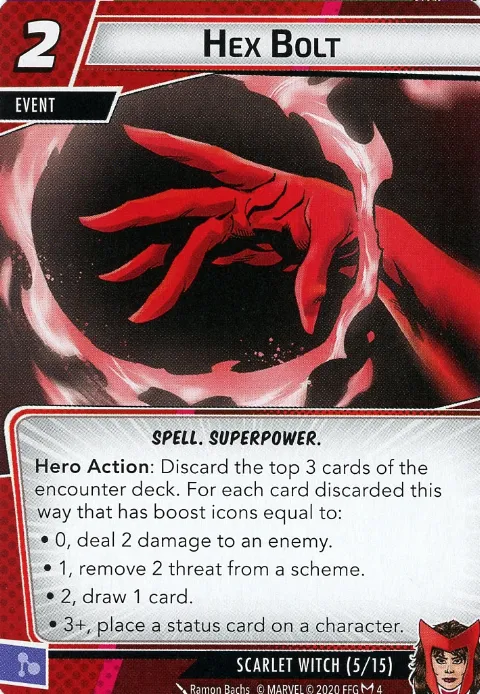 2
HEX BOLT
EVENT
SPELL. SUPERPOWER.
Hero Action: Discard the top 3 cards of the
encounter deck. For each card discarded this
way that has boost icons equal to:
• 0, deal 2 damage to an enemy.
• 1, remove 2 threat from a scheme.
• 2, draw 1 card.
• 3+, place a status card on a character.
SCARLET WITCH (5/15)
Ramon Bachs © MARVEL © 2020 FFG 4